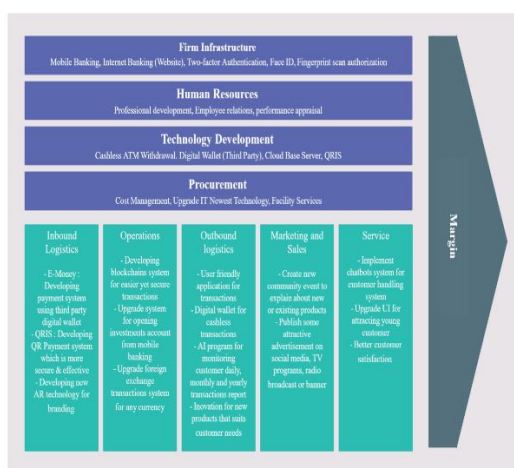 Firm Infrastructure
Mobile Banking, Internet Banking (Website), Two-factor Authentication, Face ID, Fingerprint scan authorization
Human Resources
Professional development, Employee relations, performance appraisal
Technology Development
Cashless ATM Withdrawal. Digital Wallet (Third Party), Cloud Base Server, QRIS
Procurement
Cost Management, Upgrade IT Newest Technology, Facility Services
Inbound
Logistics
- E-Money :
Developing
payment system
using third party
digital wallet
- QRIS : Developing
QR Payment system
which is more
secure & effective
- Developing new
AR technology for
branding
Operations
- Developing
blockchains system
for easier yet secure
transactions
- Upgrade system
for opening
investments account
from mobile
banking
- Upgrade foreign
exchange
transactions system
for any currency
Outbound
logistics
- User friendly
application for
transactions
- Digital wallet for
cashless
transactions
- AI program for
monitoring
customer daily,
monthly and yearly
transactions report
- Inovation for new
products that suits
customer needs
Marketing and
Sales
- Create new
community event to
explain about new
or existing products
- Publish some
attractive
advertisement on
social media, TV
programs, radio
broadcast or banner
Service
- Implement
chatbots system for
customer handling
system
- Upgrade UI for
attracting young
customer
- Better customer
satisfaction
Margin